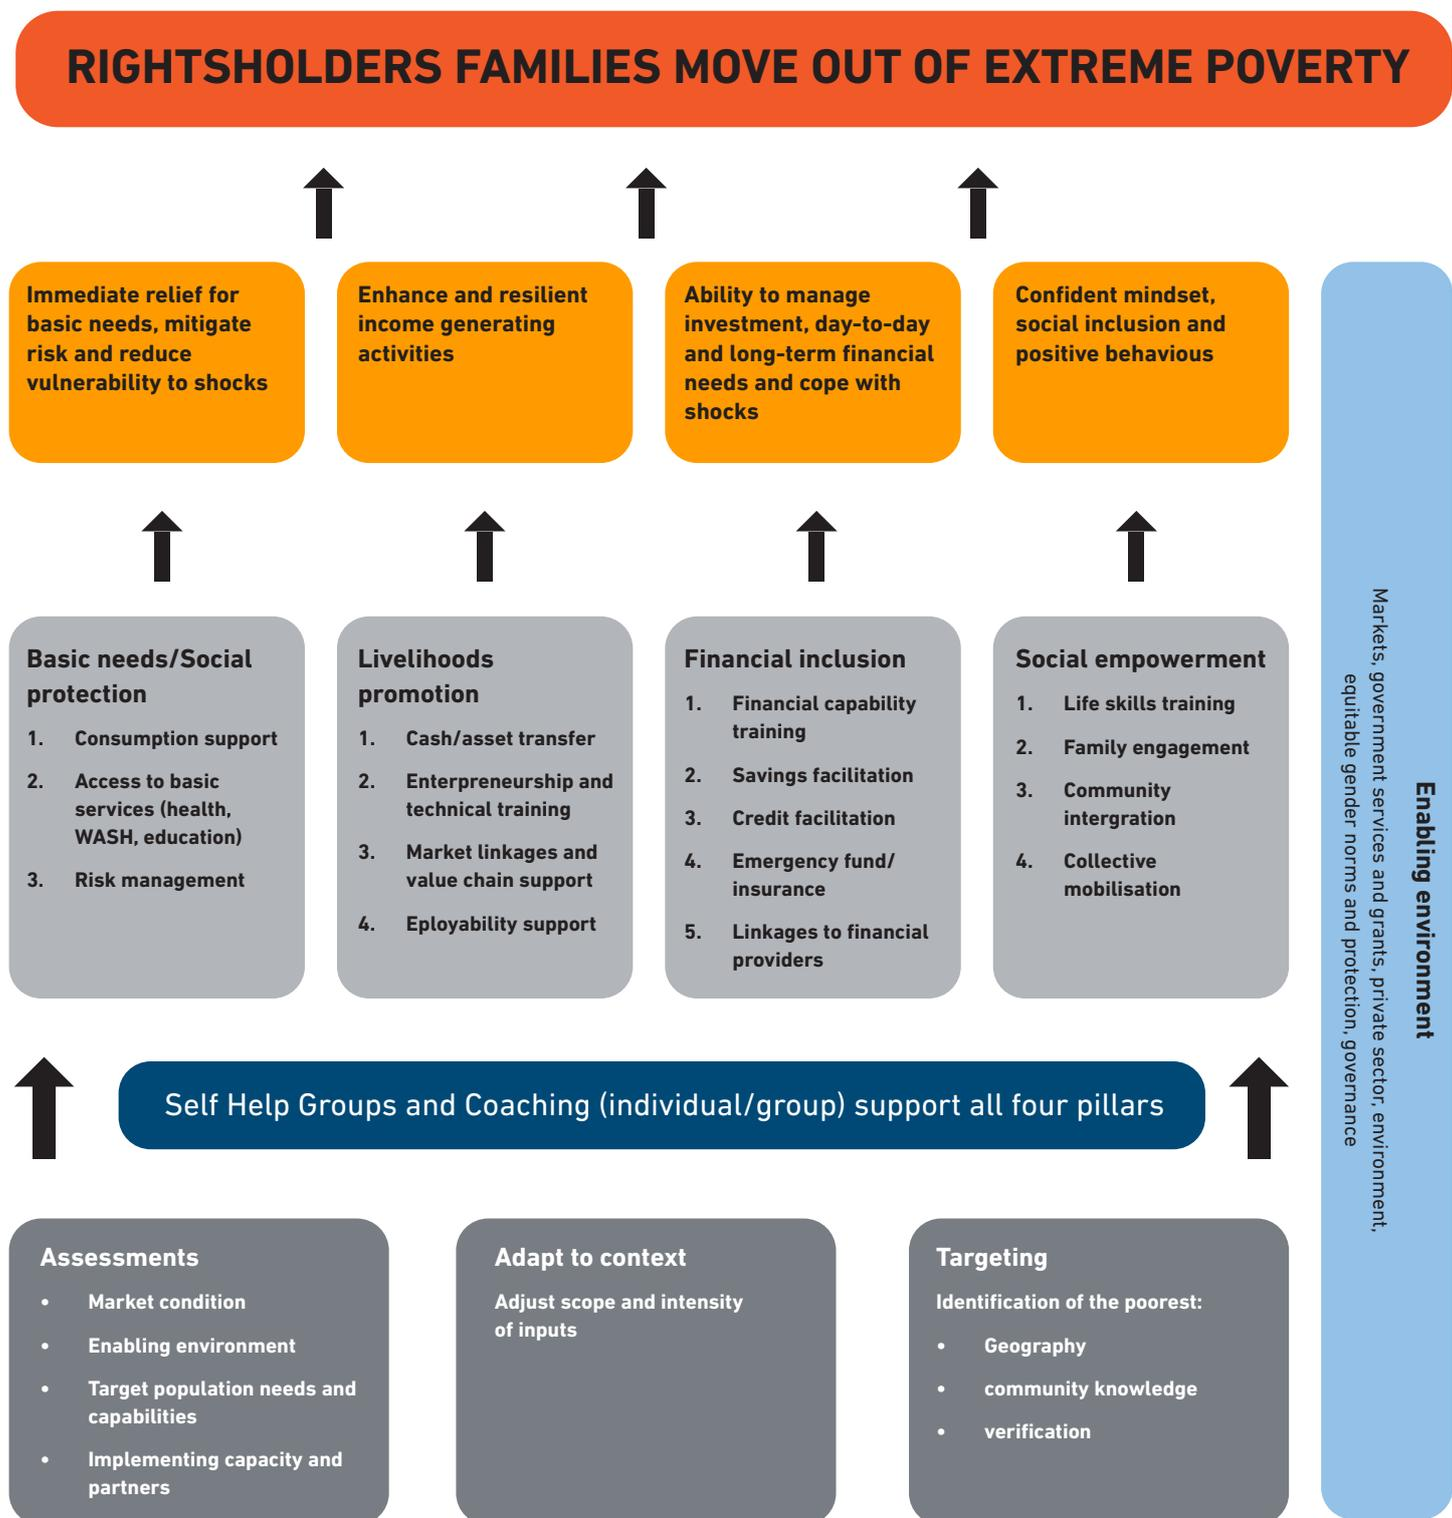 RIGHTSHOLDERS FAMILIES MOVE OUT OF EXTREME POVERTY
Immediate relief for
basic needs, mitigate
risk and reduce
vulnerability to shocks
Enhance and resilient
income generating
activities
Ability to manage
investment, day-to-day
and long-term financial
needs and cope with
shocks
Confident mindset,
social inclusion and
positive behavious
Basic needs/Social
protection
1. Consumption support
2. Access to basic
services (health,
WASH, education)
3. Risk management
Livelihoods
promotion
1. Cash/asset transfer
2. Enterpreneurship and
technical training
3. Market linkages and
value chain support
4. Eployability support
Financial inclusion
1. Financial capability
training
2. Savings facilitation
3. Credit facilitation
4. Emergency fund/
insurance
5. Linkages to financial
providers
Social empowerment
1. Life skills training
2. Family engagement
3. Community
intergration
4. Collective
mobilisation
Self Help Groups and Coaching (individual/group) support all four pillars
Assessments
• Market condition
• Enabling environment
• Target population needs and
capabilities
• Implementing capacity and
partners
Adapt to context
Adjust scope and intensity
of inputs
Targeting
Identification of the poorest:
• Geography
• community knowledge
• verification
Enabling environment
Markets, government services and grants, private sector, environment,
equitable gender norms and protection, governance